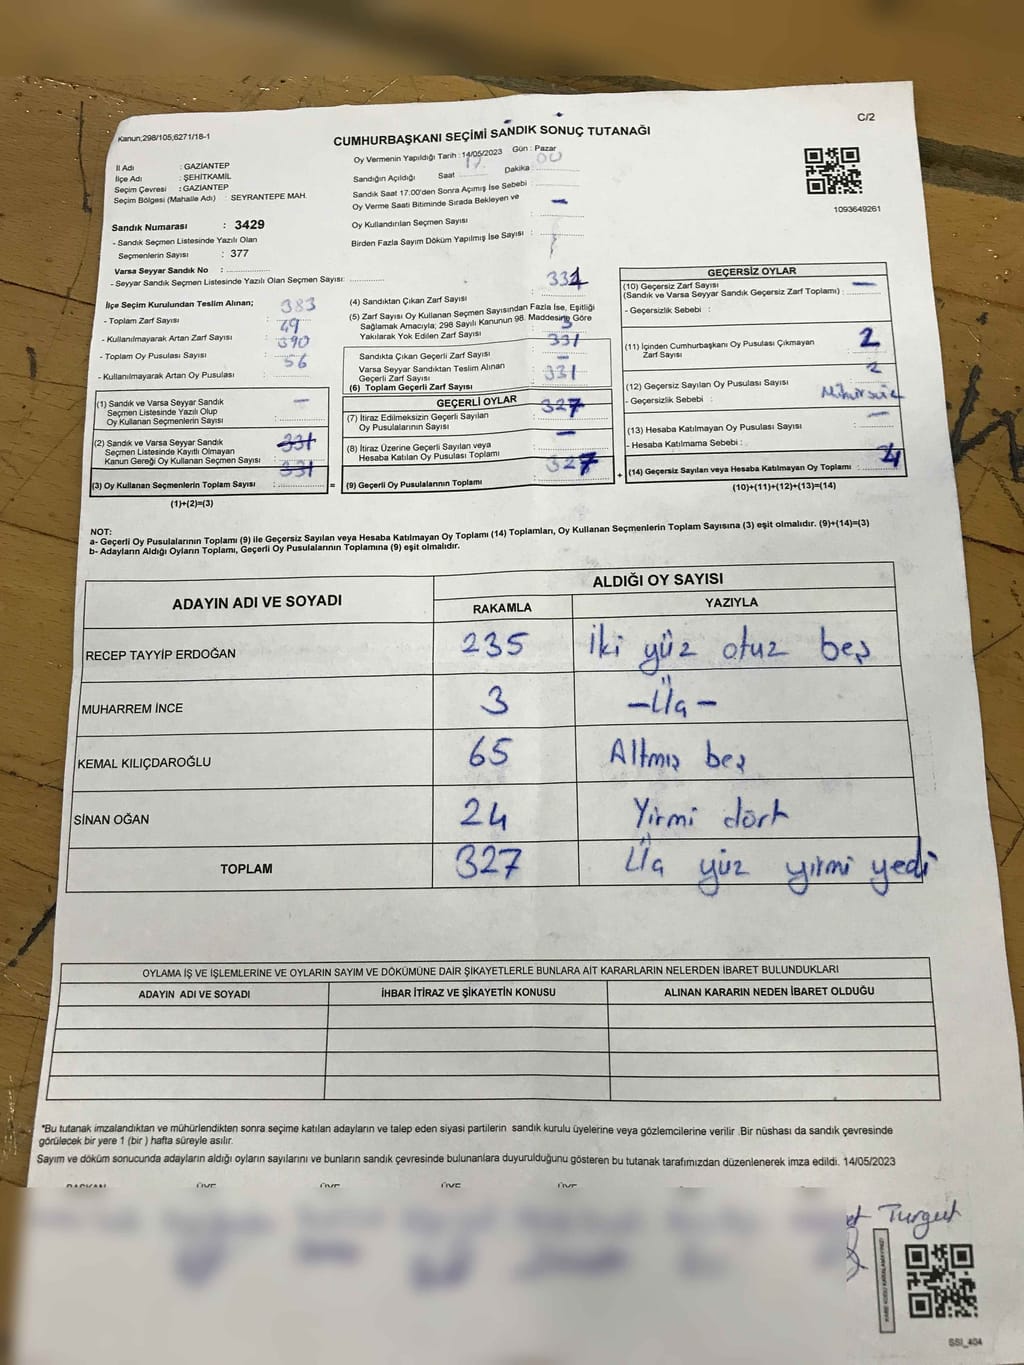 C/2
Kanun,298/105,6271/18-1
CUMHURBAŞKANI SEÇİMİ SANDIK SONUÇ TUTANAĞI
1093649261
İl Adı : GAZİANTEP
İlçe Adı : ŞEHİTKAMİL
Seçim Çevresi : GAZİANTEP
Seçim Bölgesi (Mahalle Adı) : SEYRANTEPE MAH.
Sandık Numarası : 3429
- Sandık Seçmen Listesinde Yazılı Olan
Seçmenlerin Sayısı : 377
Varsa Seyyar Sandık No :
- Seyyar Sandık Seçmen Listesinde Yazılı Olan Seçmen Sayısı:
Oy Vermenin Yapıldığı Tarih : 14/05/2023 Gün : Pazar
Sandığın Açıldığı Saat 17 Dakika : 00
Sandık Saat 17.00'den Sonra Açımış İse Sebebi :
Oy Verme Saati Bitiminde Sırada Bekleyen ve
Oy Kullandırılan Seçmen Sayısı : –
Birden Fazla Sayım Döküm Yapılmış İse Sayısı :
İlçe Seçim Kurulundan Teslim Alınan;
- Toplam Zarf Sayısı : 383
- Kullanılmayarak Artan Zarf Sayısı : 49
- Toplam Oy Pusulası Sayısı : 390
- Kullanılmayarak Artan Oy Pusulası : 56
(1) Sandık ve Varsa Seyyar Sandık
Seçmen Listesinde Yazılı Olup
Oy Kullanan Seçmenlerin Sayısı : –
(2) Sandık ve Varsa Seyyar Sandık
Seçmen Listesinde Kayıtlı Olmayan
Kanun Gereği Oy Kullanan Seçmen Sayısı : 331
(3) Oy Kullanan Seçmenlerin Toplam Sayısı : 331
(1)+(2)=(3)
=
(4) Sandıktan Çıkan Zarf Sayısı : 334
(5) Zarf Sayısı Oy Kullanan Seçmen Sayısından Fazla İse, Eşitliği
Sağlamak Amacıyla; 298 Sayılı Kanunun 98. Maddesine Göre
Yakılarak Yok Edilen Zarf Sayısı : 3
Sandıkta Çıkan Geçerli Zarf Sayısı : 331
Varsa Seyyar Sandıktan Teslim Alınan
Geçerli Zarf Sayısı : –
(6) Toplam Geçerli Zarf Sayısı : 331
GEÇERLİ OYLAR
(7) İtiraz Edilmeksizin Geçerli Sayılan
Oy Pusulalarının Sayısı : 327
(8) İtiraz Üzerine Geçerli Sayılan veya
Hesaba Katılan Oy Pusulası Toplamı : –
(9) Geçerli Oy Pusulalarının Toplamı : 327
+
GEÇERSİZ OYLAR
(10) Geçersiz Zarf Sayısı
(Sandık ve Varsa Seyyar Sandık Geçersiz Zarf Toplamı) : –
- Geçersizlik Sebebi :
(11) İçinden Cumhurbaşkanı Oy Pusulası Çıkmayan
Zarf Sayısı : 2
(12) Geçersiz Sayılan Oy Pusulası Sayısı : 2
- Geçersizlik Sebebi : Mühürsüz
(13) Hesaba Katılmayan Oy Pusulası Sayısı : –
- Hesaba Katılmama Sebebi :
(14) Geçersiz Sayılan veya Hesaba Katılmayan Oy Toplamı : 4
(10)+(11)+(12)+(13)=(14)
NOT:
a- Geçerli Oy Pusulalarının Toplamı (9) ile Geçersiz Sayılan veya Hesaba Katılmayan Oy Toplamı (14) Toplamları, Oy Kullanan Seçmenlerin Toplam Sayısına (3) eşit olmalıdır. (9)+(14)=(3)
b- Adayların Aldığı Oyların Toplamı, Geçerli Oy Pusulalarının Toplamına (9) eşit olmalıdır.
ADAYIN ADI VE SOYADI ALDIĞI OY SAYISI
RAKAMLA YAZIYLA
RECEP TAYYİP ERDOĞAN 235 İki yüz otuz beş
MUHARREM İNCE 3 –Üç–
KEMAL KILIÇDAROĞLU 65 Altmış beş
SİNAN OĞAN 24 Yirmi dört
TOPLAM 327 Üç yüz yirmi yedi
OYLAMA İŞ VE İŞLEMLERİNE VE OYLARIN SAYIM VE DÖKÜMÜNE DAİR ŞİKAYETLERLE BUNLARA AİT KARARLARIN NELERDEN İBARET BULUNDUKLARI
ADAYIN ADI VE SOYADI İHBAR İTİRAZ VE ŞİKAYETİN KONUSU ALINAN KARARIN NEDEN İBARET OLDUĞU
*Bu tutanak imzalandıktan ve mühürlendikten sonra seçime katılan adayların ve talep eden siyasi partilerin sandık kurulu üyelerine veya gözlemcilerine verilir .Bir nüshası da sandık çevresinde
görülecek bir yere 1 (bir ) hafta süreyle asılır.
Sayım ve döküm sonucunda adayların aldığı oyların sayılarını ve bunların sandık çevresinde bulunanlara duyurulduğunu gösteren bu tutanak tarafımızdan düzenlenerek imza edildi. 14/05/2023
BAŞKAN ÜYE ÜYE ÜYE ÜYE
et Turgut
SSI_404